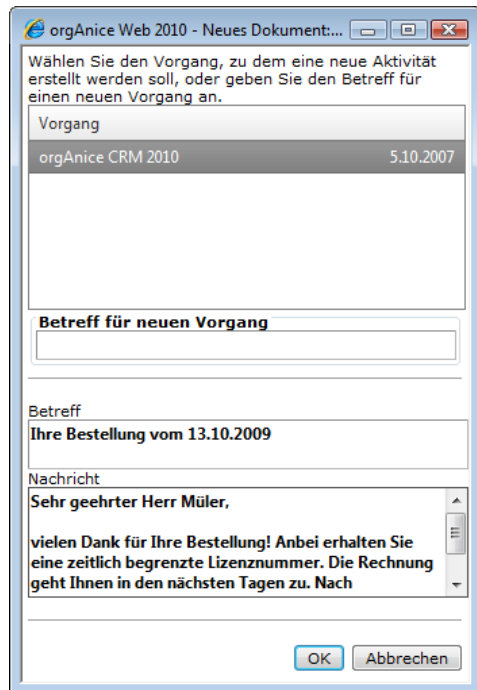 orgAnice Web 2010 - Neues Dokument:...
Wählen Sie den Vorgang, zu dem eine neue Aktivität
erstellt werden soll, oder geben Sie den Betreff für
einen neuen Vorgang an.
Vorgang
orgAnice CRM 2010 5.10.2007
Betreff für neuen Vorgang
Betreff
Ihre Bestellung vom 13.10.2009
Nachricht
Sehr geehrter Herr Müler,
vielen Dank für Ihre Bestellung! Anbei erhalten Sie
eine zeitlich begrenzte Lizenznummer. Die Rechnung
geht Ihnen in den nächsten Tagen zu. Nach
OK Abbrechen